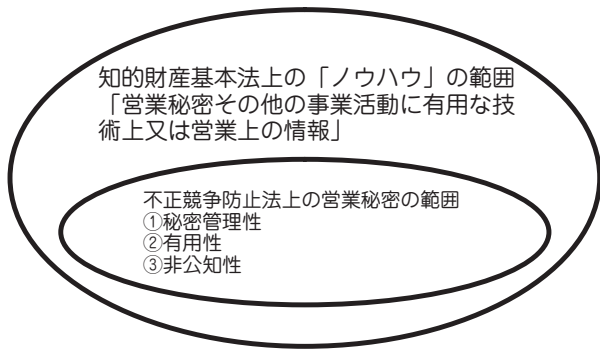 知的財産基本法上の「ノウハウ」の範囲
「営業秘密その他の事業活動に有用な技
術上又は営業上の情報」
不正競争防止法上の営業秘密の範囲
①秘密管理性
②有用性
③非公知性